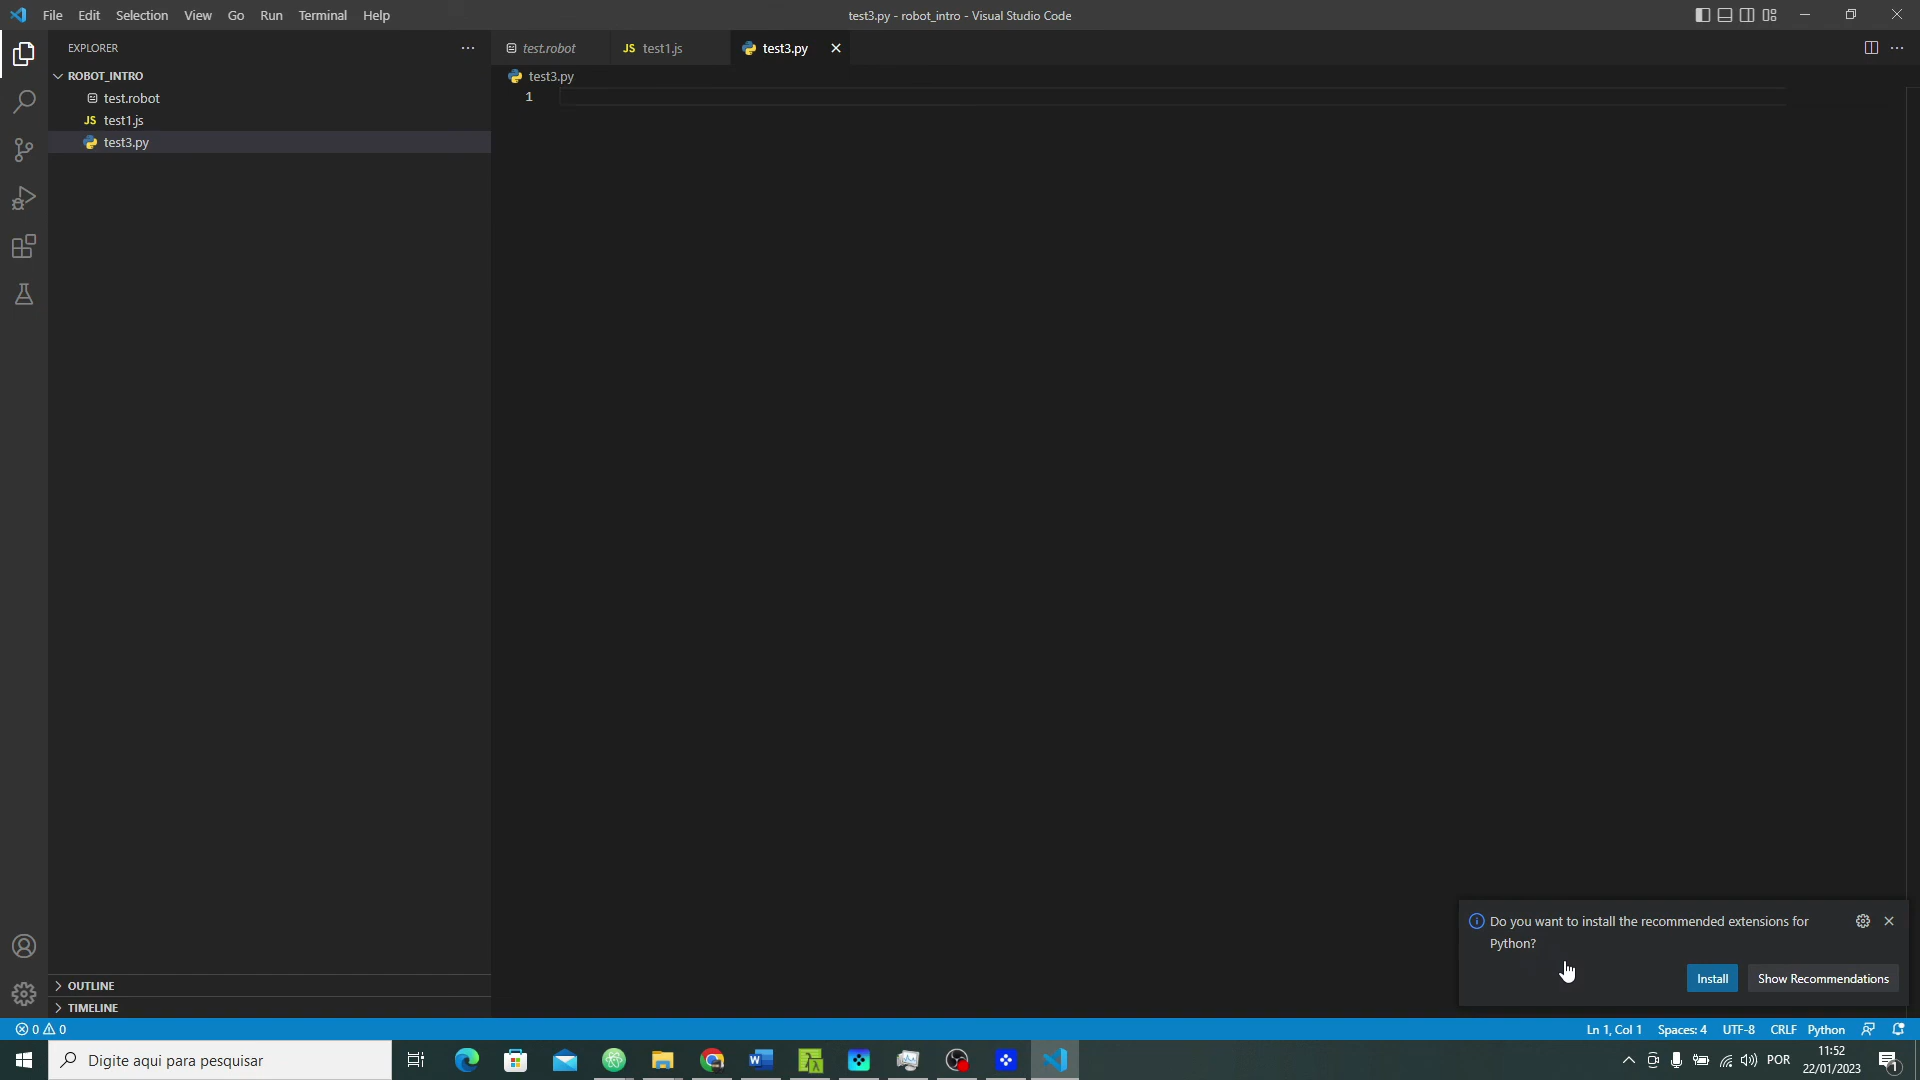 File Edit Selection View Go Run Terminal Help
test3.py - robot_intro - Visual Studio Code
EXPLORER
ROBOT_INTRO
test.robot
JS test1.js
test3.py
OUTLINE
TIMELINE
test.robot
JS test1.js
test3.py
test3.py
1
Do you want to install the recommended extensions for
Python?
Install
Show Recommendations
0 0
Ln 1, Col 1 Spaces: 4 UTF-8 CRLF Python
Digite aqui para pesquisar
W
POR
11:52
22/01/2023
1